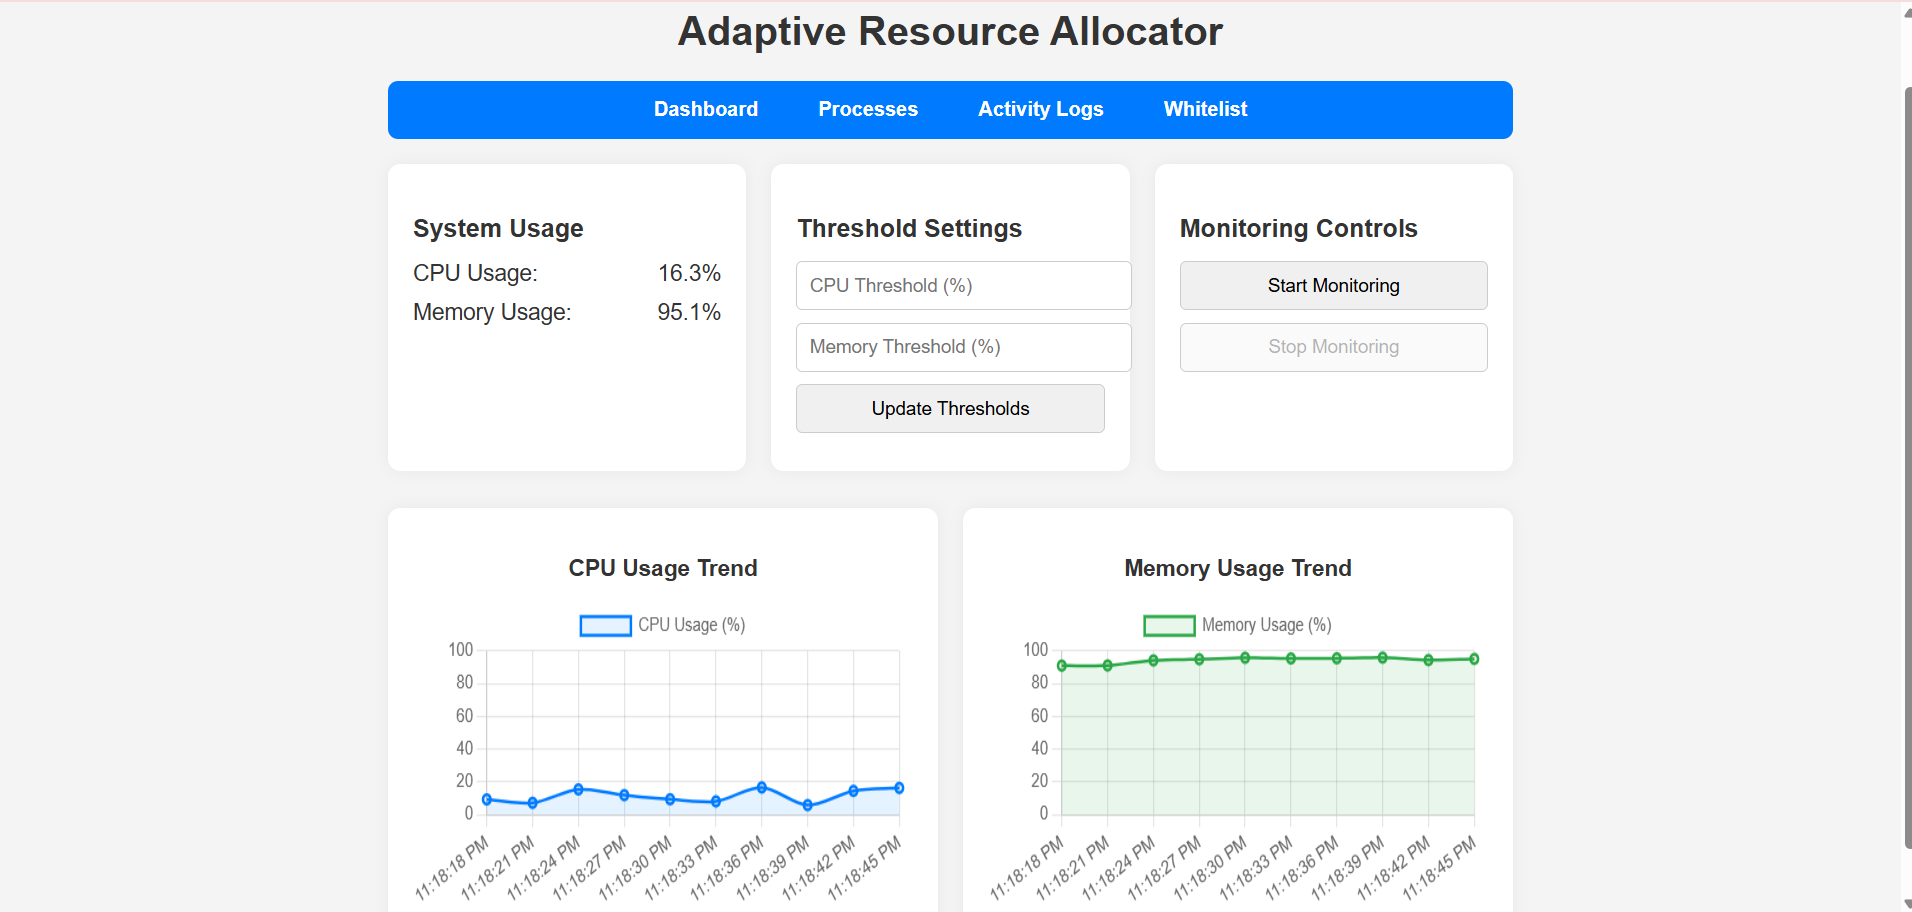 Adaptive Resource Allocator
Dashboard Processes Activity Logs Whitelist
System Usage
CPU Usage: 16.3%
Memory Usage: 95.1%
Threshold Settings
CPU Threshold (%)
Memory Threshold (%)
Update Thresholds
Monitoring Controls
Start Monitoring
Stop Monitoring
CPU Usage Trend
CPU Usage (%)
100
80
60
40
20
0
11:18:18 PM
11:18:21 PM
11:18:24 PM
11:18:27 PM
11:18:30 PM
11:18:33 PM
11:18:36 PM
11:18:39 PM
11:18:42 PM
11:18:45 PM
Memory Usage Trend
Memory Usage (%)
100
80
60
40
20
0
11:18:18 PM
11:18:21 PM
11:18:24 PM
11:18:27 PM
11:18:30 PM
11:18:33 PM
11:18:36 PM
11:18:39 PM
11:18:42 PM
11:18:45 PM